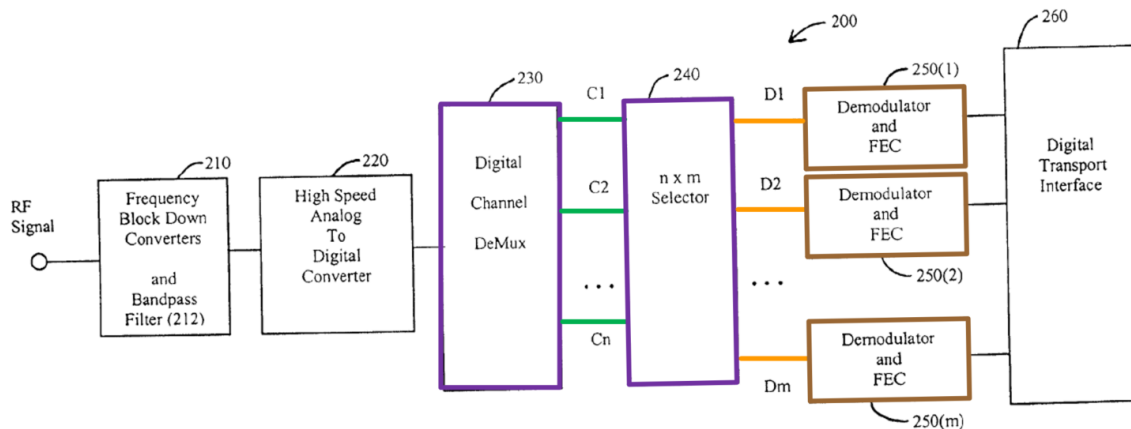 200
260
230
240
250(1)
C1
D1
Demodulator
and
FEC
210
220
Digital
Channel
DeMux
n x m
Selector
Digital
Transport
Interface
RF
Signal
Frequency
Block Down
Converters
and
Bandpass
Filter (212)
High Speed
Analog
To
Digital
Converter
C2
D2
Demodulator
and
FEC
250(2)
...
...
Cn
Dm
Demodulator
and
FEC
250(m)